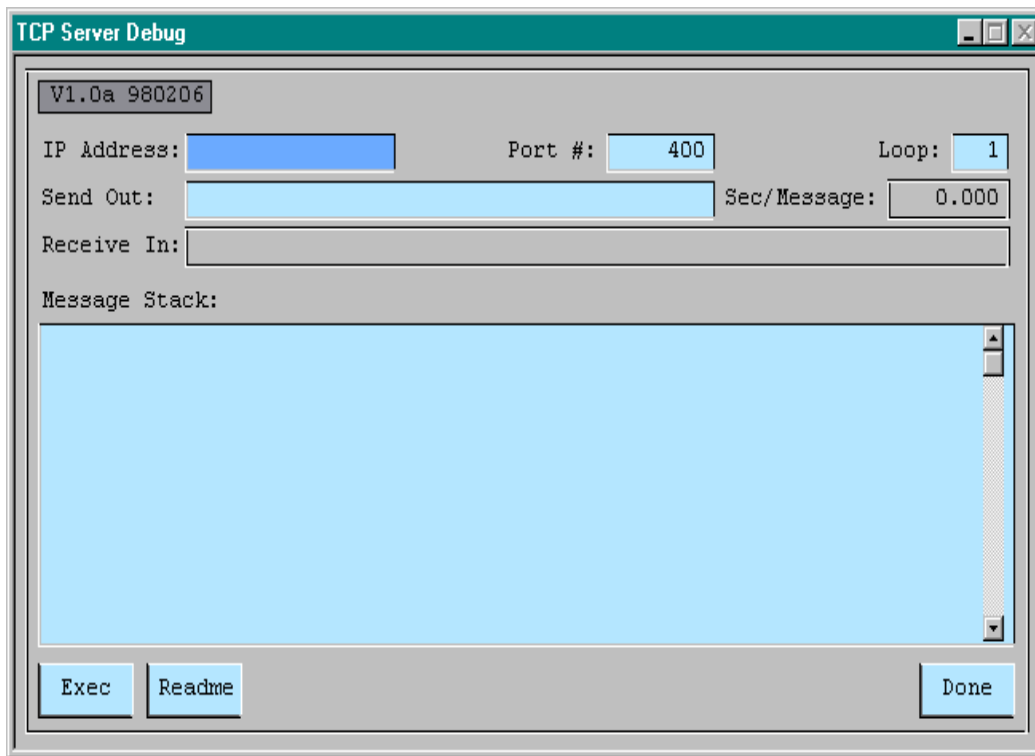 TCP Server Debug
V1.0a 980206
IP Address: Port #: 400 Loop: 1
Send Out: Sec/Message: 0.000
Receive In:
Message Stack:
Exec Readme Done